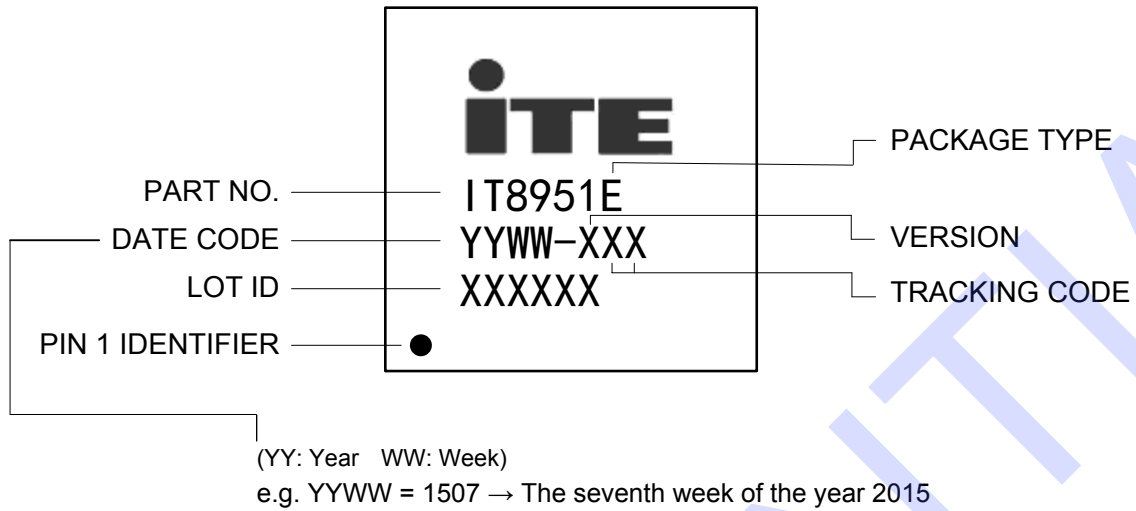 iTE
PACKAGE TYPE
PART NO.
IT8951E
DATE CODE
YYWW-XXX
VERSION
LOT ID
XXXXXX
TRACKING CODE
PIN 1 IDENTIFIER
(YY: Year WW: Week)
e.g. YYWW = 1507 → The seventh week of the year 2015